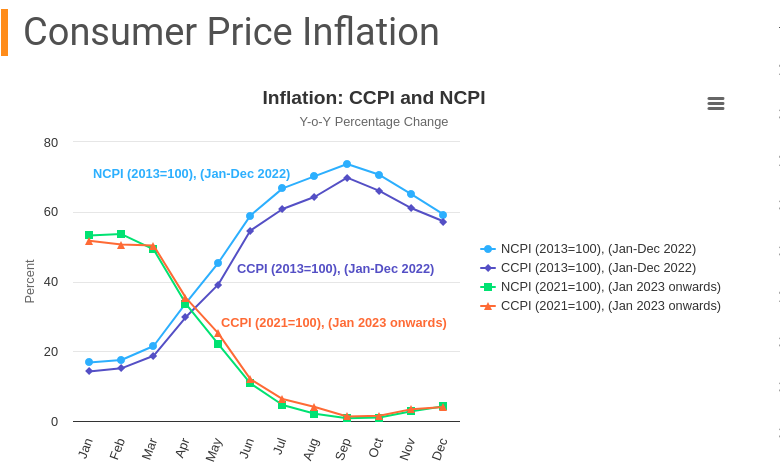 Consumer Price Inflation
Inflation: CCPI and NCPI
Y-o-Y Percentage Change
Percent
80
60
40
20
0
NCPI (2013=100), (Jan-Dec 2022)
CCPI (2013=100), (Jan-Dec 2022)
CCPI (2021=100), (Jan 2023 onwards)
Jan
Feb
Mar
Apr
May
Jun
Jul
Aug
Sep
Oct
Nov
Dec
NCPI (2013=100), (Jan-Dec 2022)
CCPI (2013=100), (Jan-Dec 2022)
NCPI (2021=100), (Jan 2023 onwards)
CCPI (2021=100), (Jan 2023 onwards)